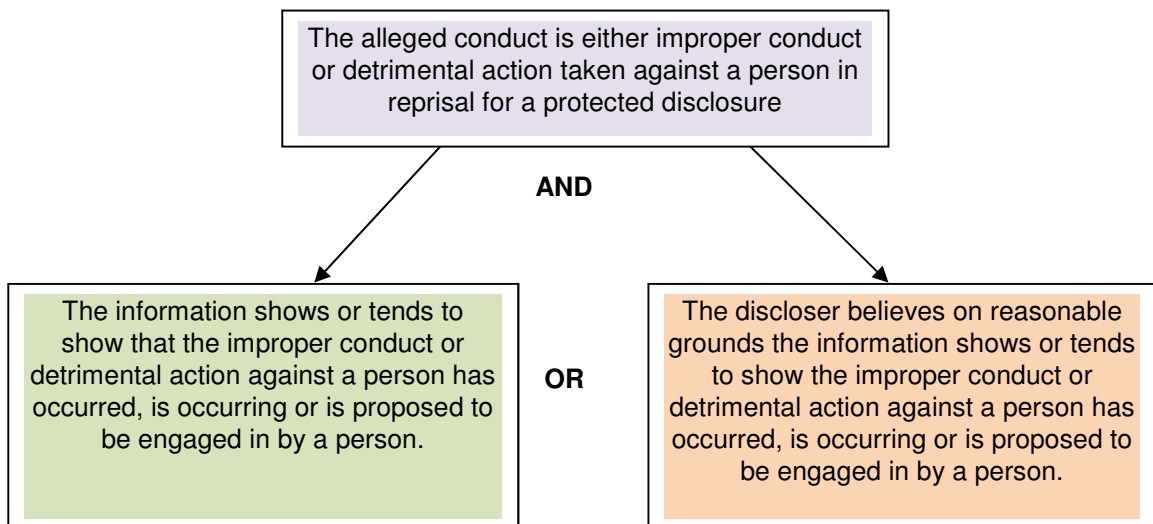 The alleged conduct is either improper conduct
or detrimental action taken against a person in
reprisal for a protected disclosure
AND
The information shows or tends to
show that the improper conduct or
detrimental action against a person has
occurred, is occurring or is proposed to
be engaged in by a person.
OR
The discloser believes on reasonable
grounds the information shows or tends
to show the improper conduct or
detrimental action against a person has
occurred, is occurring or is proposed to
be engaged in by a person.